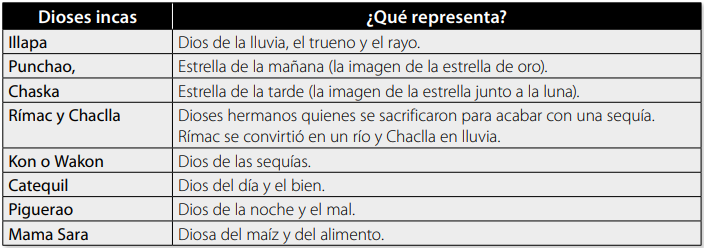 Dioses incas ¿Qué representa?
Illapa Dios de la lluvia, el trueno y el rayo.
Punchao, Estrella de la mañana (la imagen de la estrella de oro).
Chaska Estrella de la tarde (la imagen de la estrella junto a la luna).
Rímac y Chaclla Dioses hermanos quienes se sacrificaron para acabar con una sequía.
Rímac se convirtió en un río y Chaclla en lluvia.
Kon o Wakon Dios de las sequías.
Catequil Dios del día y el bien.
Piguerao Dios de la noche y el mal.
Mama Sara Diosa del maíz y del alimento.